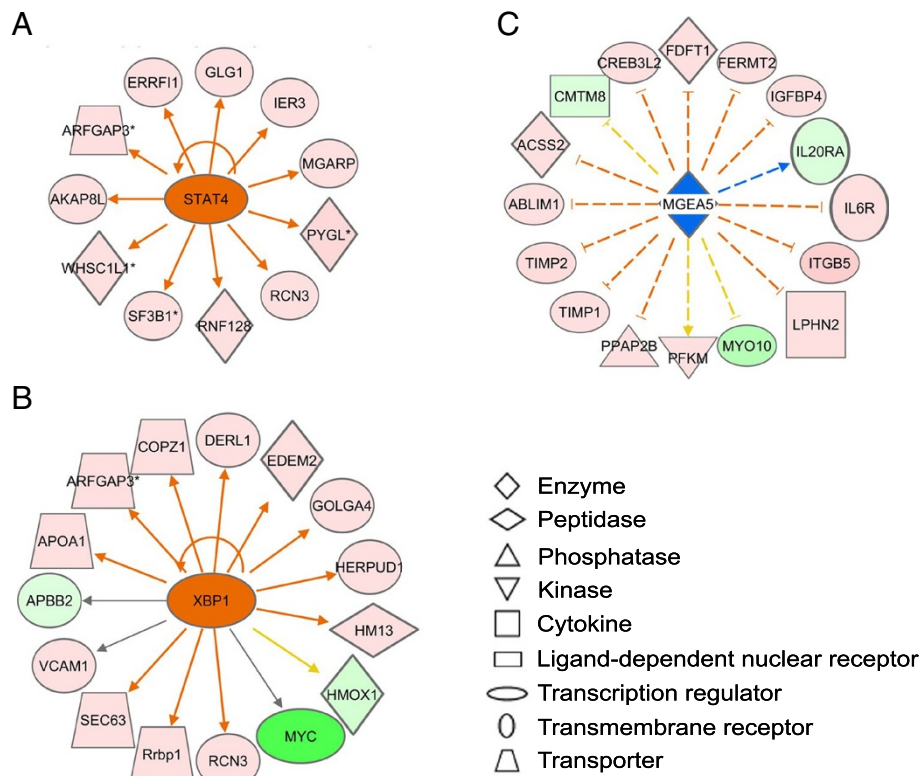 A
ERRFI1
GLG1
IER3
ARFGAP3*
MGARP
AKAP8L
STAT4
PYGL*
WHSC1L1*
SF3B1*
RNF128
RCN3
C
CREB3L2
FDFT1
FERMT2
CMTM8
IGFBP4
ACSS2
IL20RA
ABLIM1
MGEA5
IL6R
TIMP2
ITGB5
TIMP1
LPHN2
PPAP2B
PFKM
MYO10
B
COPZ1
DERL1
EDEM2
ARFGAP3*
GOLGA4
APOA1
HERPUD1
APBB2
XBP1
HM13
VCAM1
HMOX1
SEC63
MYC
Rrbp1
RCN3
Enzyme
Peptidase
Phosphatase
Kinase
Cytokine
Ligand-dependent nuclear receptor
Transcription regulator
Transmembrane receptor
Transporter